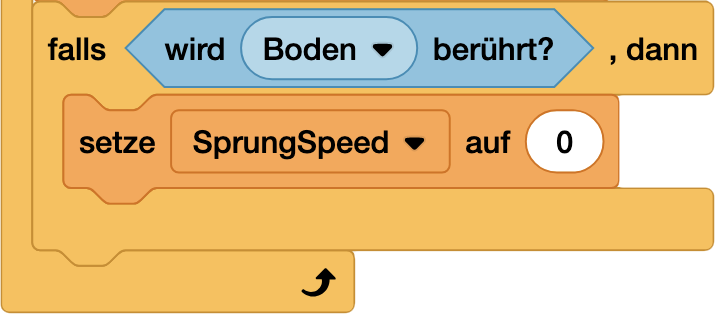 falls wird Boden berührt? , dann
setze SprungSpeed auf 0